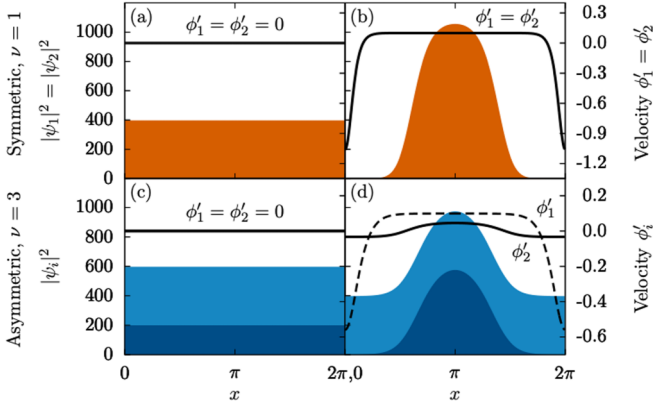 (a)
ϕ′₁ = ϕ′₂ = 0
(b)
ϕ′₁ = ϕ′₂
Symmetric, ν = 1
|ψ₁|² = |ψ₂|²
1000
800
600
400
200
0
0.3
0.0
-0.3
-0.6
-0.9
-1.2
Velocity ϕ′₁ = ϕ′₂
(c)
ϕ′₁ = ϕ′₂ = 0
(d)
ϕ′₁
ϕ′₂
Asymmetric, ν = 3
|ψᵢ|²
1000
800
600
400
200
0
0.2
0.0
-0.2
-0.4
-0.6
Velocity ϕ′ᵢ
0 π 2π,0 π 2π
x x